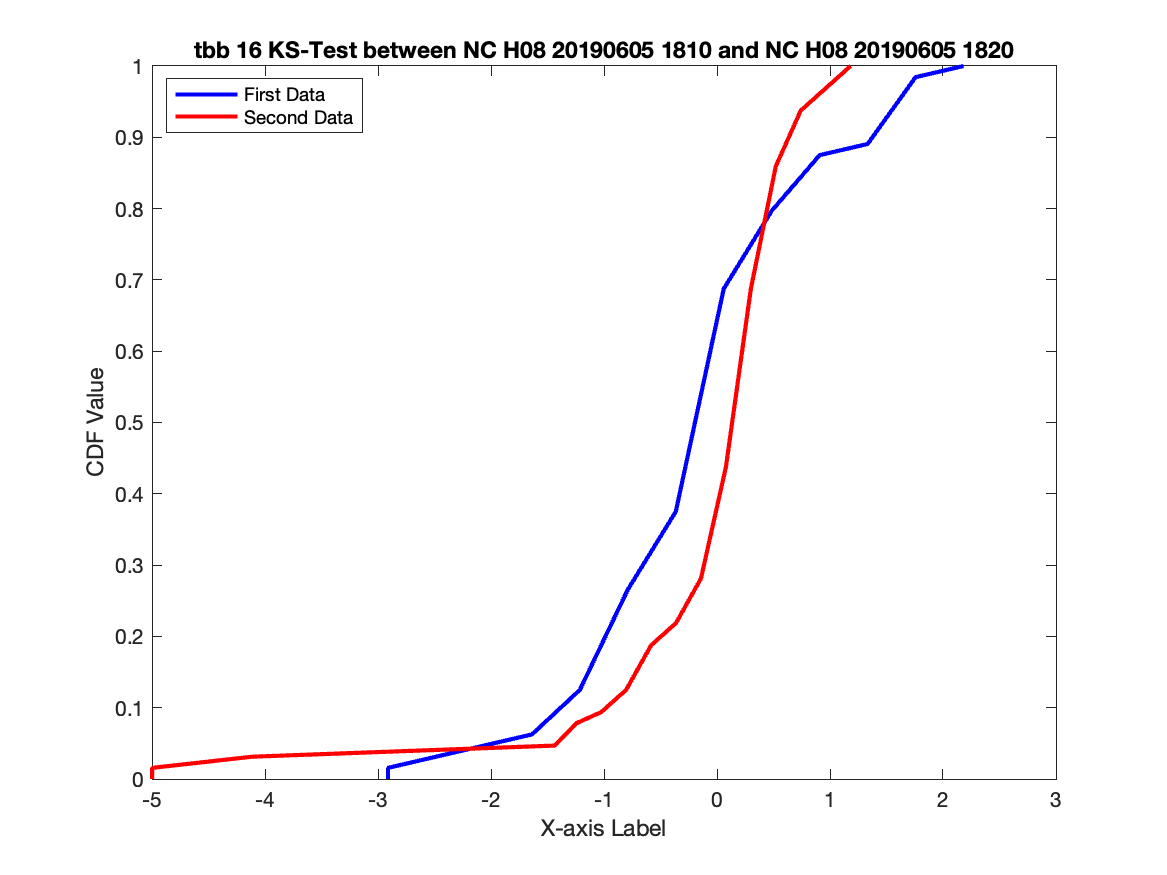 tbb 16 KS-Test between NC H08 20190605 1810 and NC H08 20190605 1820
First Data
Second Data
1
0.9
0.8
0.7
0.6
0.5
0.4
0.3
0.2
0.1
0
CDF Value
-5 -4 -3 -2 -1 0 1 2 3
X-axis Label